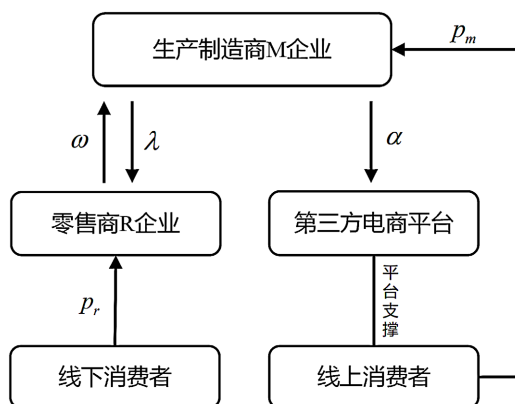 生产制造商M企业
p_m
ω
λ
α
零售商R企业
第三方电商平台
p_r
平台支撑
线下消费者
线上消费者